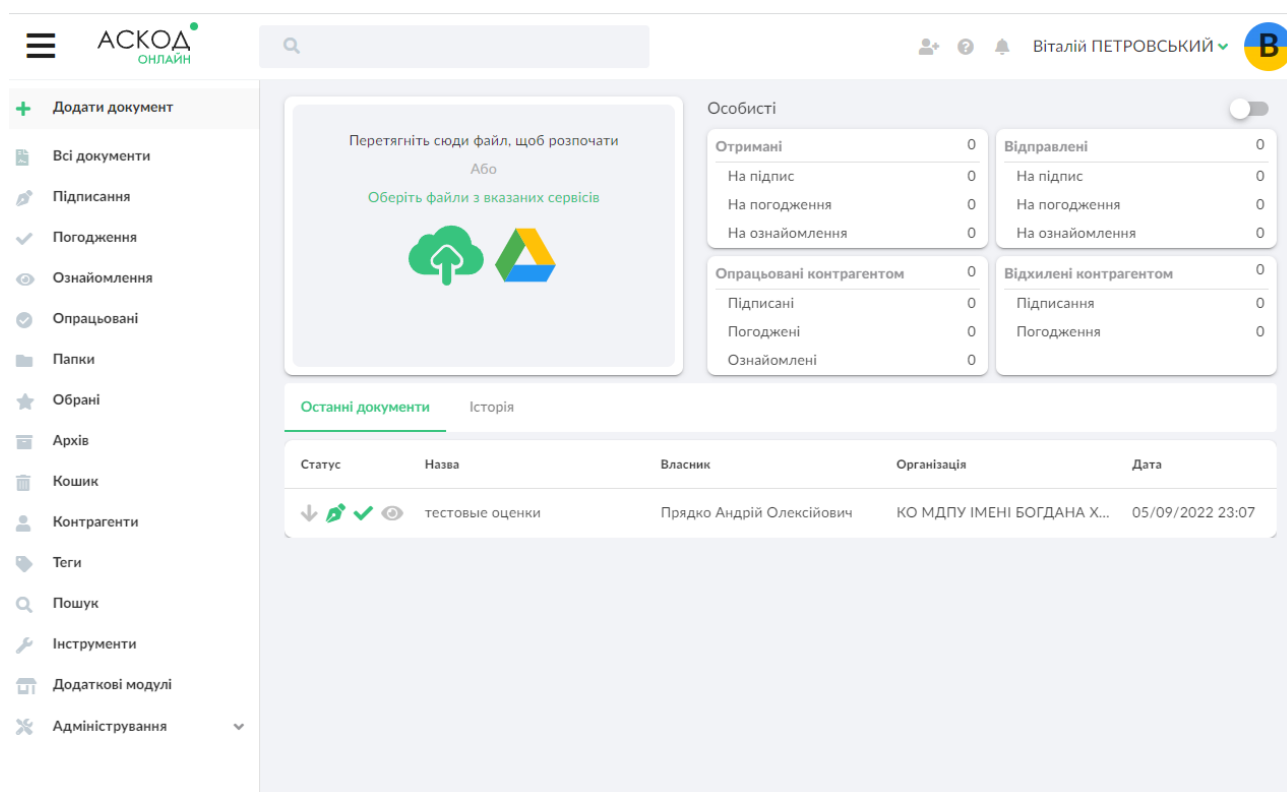 АСКОД
ОНЛАЙН
Віталій ПЕТРОВСЬКИЙ
В
Додати документ
Всі документи
Підписання
Погодження
Ознайомлення
Опрацьовані
Папки
Обрані
Архів
Кошик
Контрагенти
Теги
Пошук
Інструменти
Додаткові модулі
Адміністрування
Перетягніть сюди файл, щоб розпочати
Або
Оберіть файли з вказаних сервісів
Особисті
Отримані 0
На підпис 0
На погодження 0
На ознайомлення 0
Відправлені 0
На підпис 0
На погодження 0
На ознайомлення 0
Опрацьовані контрагентом 0
Підписані 0
Погоджені 0
Ознайомлені 0
Відхилені контрагентом 0
Підписання 0
Погодження 0
Останні документи Історія
Статус Назва Власник Організація Дата
тестовые оценки Прядко Андрій Олексійович КО МДПУ ІМЕНІ БОГДАНА Х... 05/09/2022 23:07